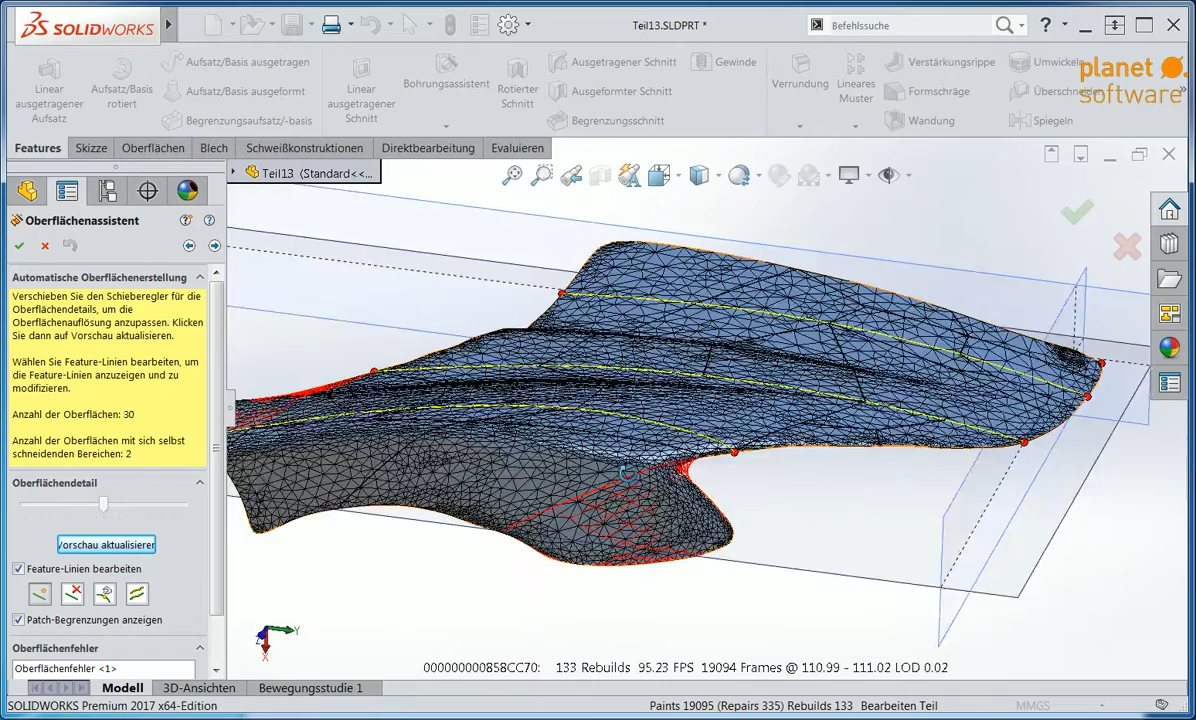 SOLIDWORKS
Teil13.SLDPRT *
Befehlssuche
?
Linear
ausgetragener
Aufsatz
Aufsatz/Basis
rotiert
Aufsatz/Basis ausgetragen
Aufsatz/Basis ausgeformt
Begrenzungsaufsatz/-basis
Linear
ausgetragener
Schnitt
Bohrungsassistent
Rotierter
Schnitt
Ausgetragener Schnitt
Ausgeformter Schnitt
Begrenzungsschnitt
Gewinde
Verrundung
Lineares
Muster
Verstärkungsrippe
Formschräge
Wandung
Umwickeln
Überschneiden
Spiegeln
planet
software
Features
Skizze
Oberflächen
Blech
Schweißkonstruktionen
Direktbearbeitung
Evaluieren
Teil13 (Standard<<...
Oberflächenassistent
Automatische Oberflächenerstellung
Verschieben Sie den Schieberegler für die
Oberflächendetails, um die
Oberflächenauflösung anzupassen. Klicken
Sie dann auf Vorschau aktualisieren.
Wählen Sie Feature-Linien bearbeiten, um
die Feature-Linien anzuzeigen und zu
modifizieren.
Anzahl der Oberflächen: 30
Anzahl der Oberflächen mit sich selbst
schneidenden Bereichen: 2
Oberflächendetail
Vorschau aktualisieren
Feature-Linien bearbeiten
Patch-Begrenzungen anzeigen
Oberflächenfehler
Oberflächenfehler <1>
Y
X
Z
000000000858CC70: 133 Rebuilds 95.23 FPS 19094 Frames @ 110.99 - 111.02 LOD 0.02
Modell
3D-Ansichten
Bewegungsstudie 1
SOLIDWORKS Premium 2017 x64-Edition
Paints 19095 (Repairs 335) Rebuilds 133 Bearbeiten Teil
MMGS